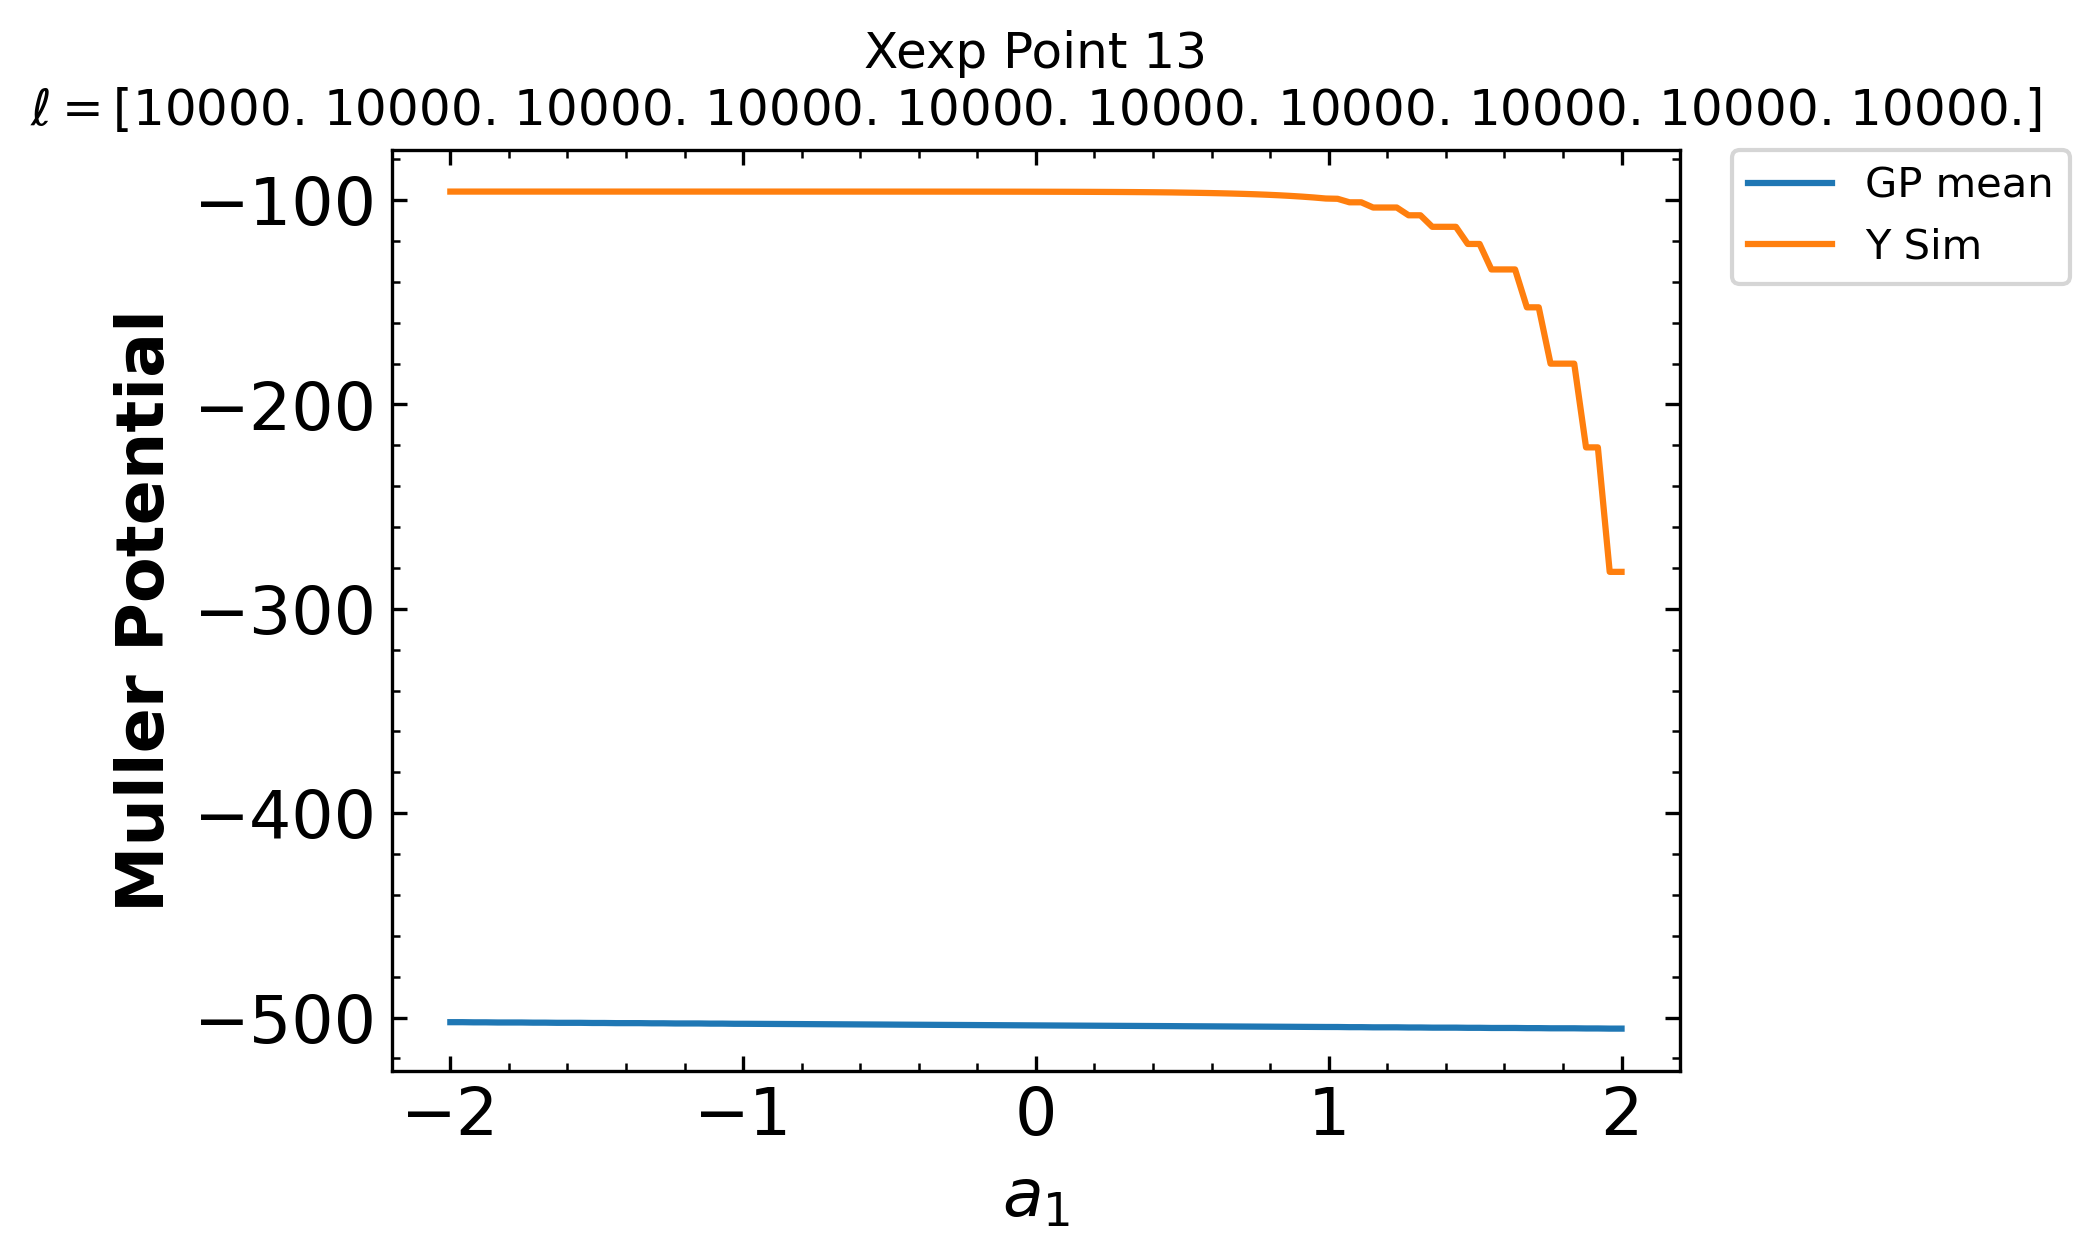 Xexp Point 13
ℓ = [10000. 10000. 10000. 10000. 10000. 10000. 10000. 10000. 10000. 10000.]
GP mean
Y Sim
Muller Potential
−100
−200
−300
−400
−500
−2 −1 0 1 2
a₁